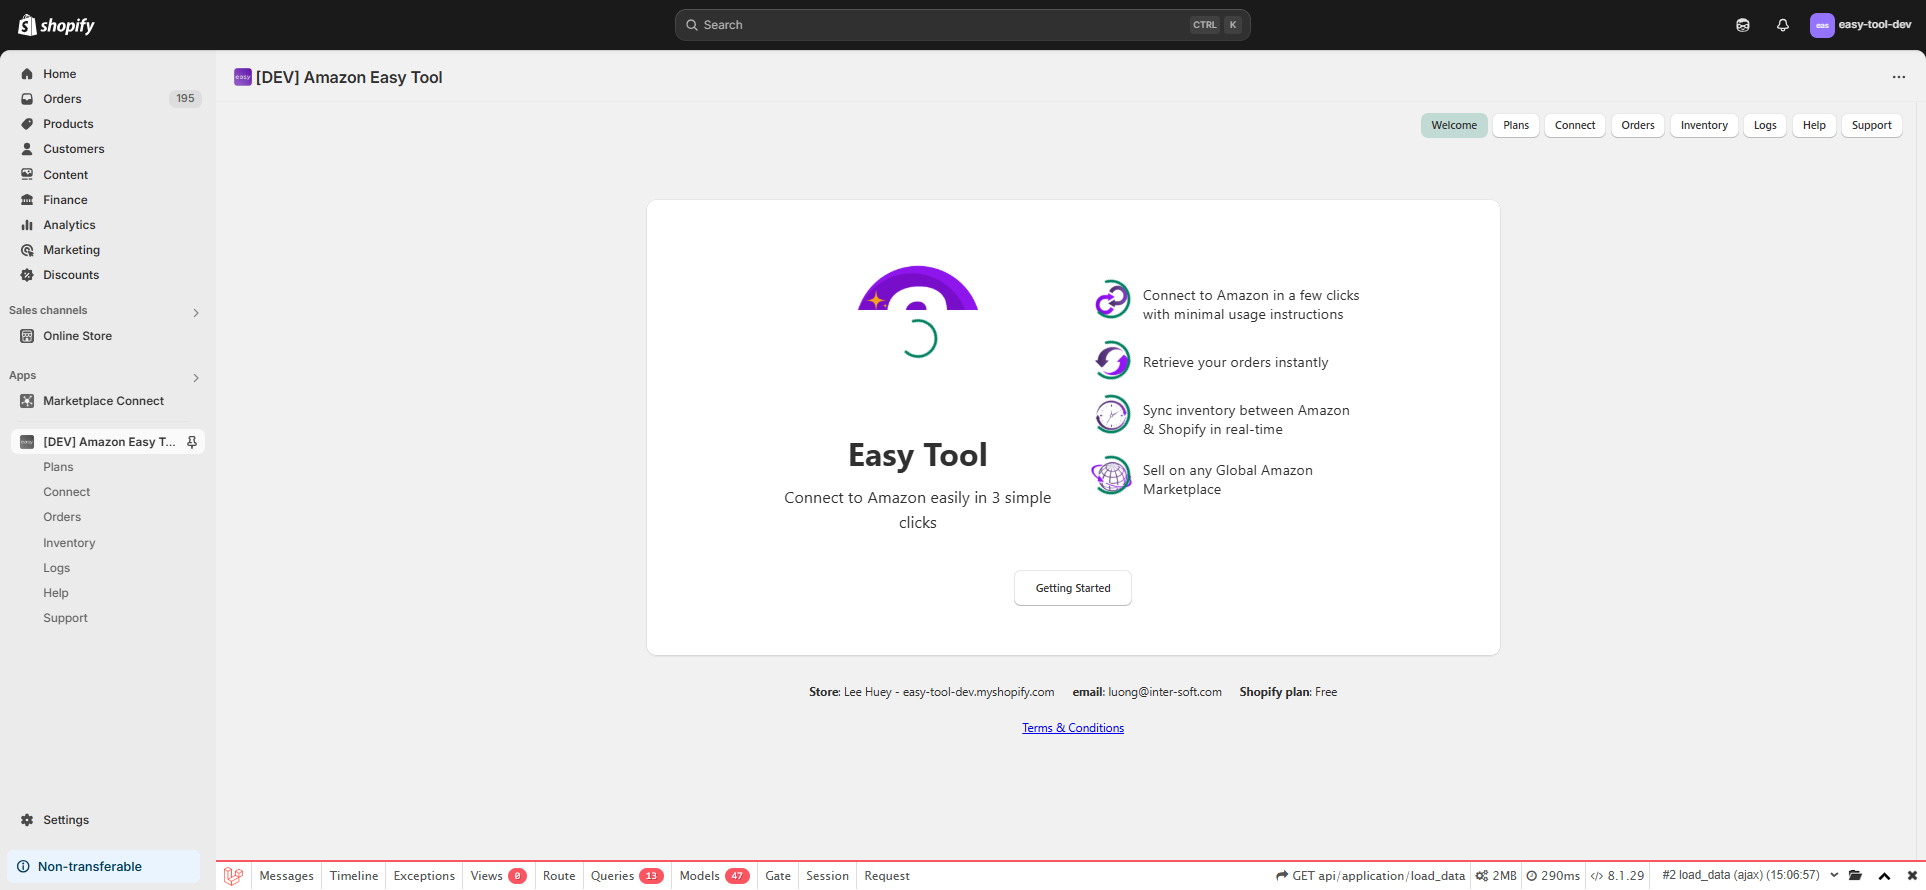 shopify
Search
CTRL K
eas
easy-tool-dev
Home
Orders 195
Products
Customers
Content
Finance
Analytics
Marketing
Discounts
Sales channels
Online Store
Apps
Marketplace Connect
easy
[DEV] Amazon Easy T...
Plans
Connect
Orders
Inventory
Logs
Help
Support
Settings
Non-transferable
easy
[DEV] Amazon Easy Tool
Welcome Plans Connect Orders Inventory Logs Help Support
Easy Tool
Connect to Amazon easily in 3 simple
clicks
Connect to Amazon in a few clicks
with minimal usage instructions
Retrieve your orders instantly
Sync inventory between Amazon
& Shopify in real-time
Sell on any Global Amazon
Marketplace
Getting Started
Store: Lee Huey - easy-tool-dev.myshopify.com email: luong@inter-soft.com Shopify plan: Free
Terms & Conditions
Messages Timeline Exceptions Views 0 Route Queries 13 Models 47 Gate Session Request GET api/application/load_data 2MB 290ms </> 8.1.29 #2 load_data (ajax) (15:06:57)